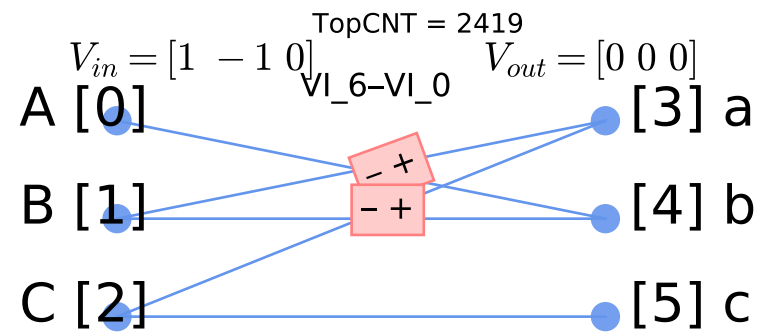 TopCNT = 2419
V_in = [1 − 1 0] V_out = [0 0 0]
VI_6–VI_0
A [0] [3] a
− +
B [1] − + [4] b
C [2] [5] c